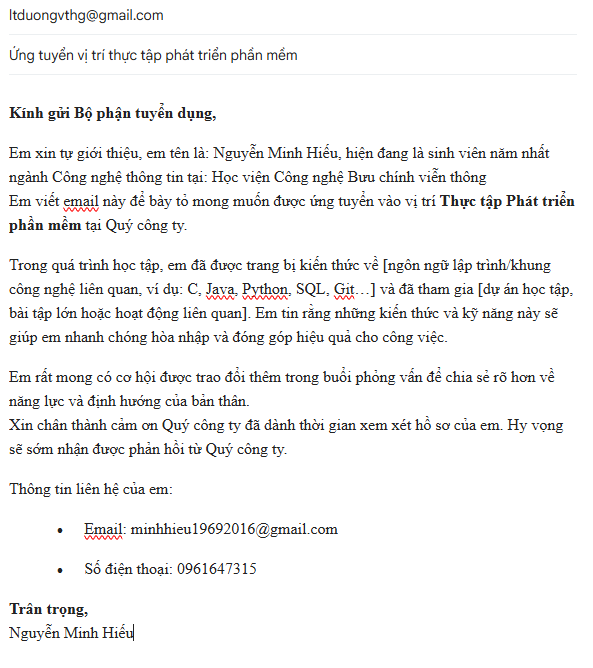 ltduongvthg@gmail.com
Ứng tuyển vị trí thực tập phát triển phần mềm
Kính gửi Bộ phận tuyển dụng,
Em xin tự giới thiệu, em tên là: Nguyễn Minh Hiếu, hiện đang là sinh viên năm nhất
ngành Công nghệ thông tin tại: Học viện Công nghệ Bưu chính viễn thông
Em viết email này để bày tỏ mong muốn được ứng tuyển vào vị trí Thực tập Phát triển
phần mềm tại Quý công ty.
Trong quá trình học tập, em đã được trang bị kiến thức về [ngôn ngữ lập trình/khung
công nghệ liên quan, ví dụ: C, Java, Python, SQL, Git…] và đã tham gia [dự án học tập,
bài tập lớn hoặc hoạt động liên quan]. Em tin rằng những kiến thức và kỹ năng này sẽ
giúp em nhanh chóng hòa nhập và đóng góp hiệu quả cho công việc.
Em rất mong có cơ hội được trao đổi thêm trong buổi phỏng vấn để chia sẻ rõ hơn về
năng lực và định hướng của bản thân.
Xin chân thành cảm ơn Quý công ty đã dành thời gian xem xét hồ sơ của em. Hy vọng
sẽ sớm nhận được phản hồi từ Quý công ty.
Thông tin liên hệ của em:
• Email: minhhieu19692016@gmail.com
• Số điện thoại: 0961647315
Trân trọng,
Nguyễn Minh Hiếu